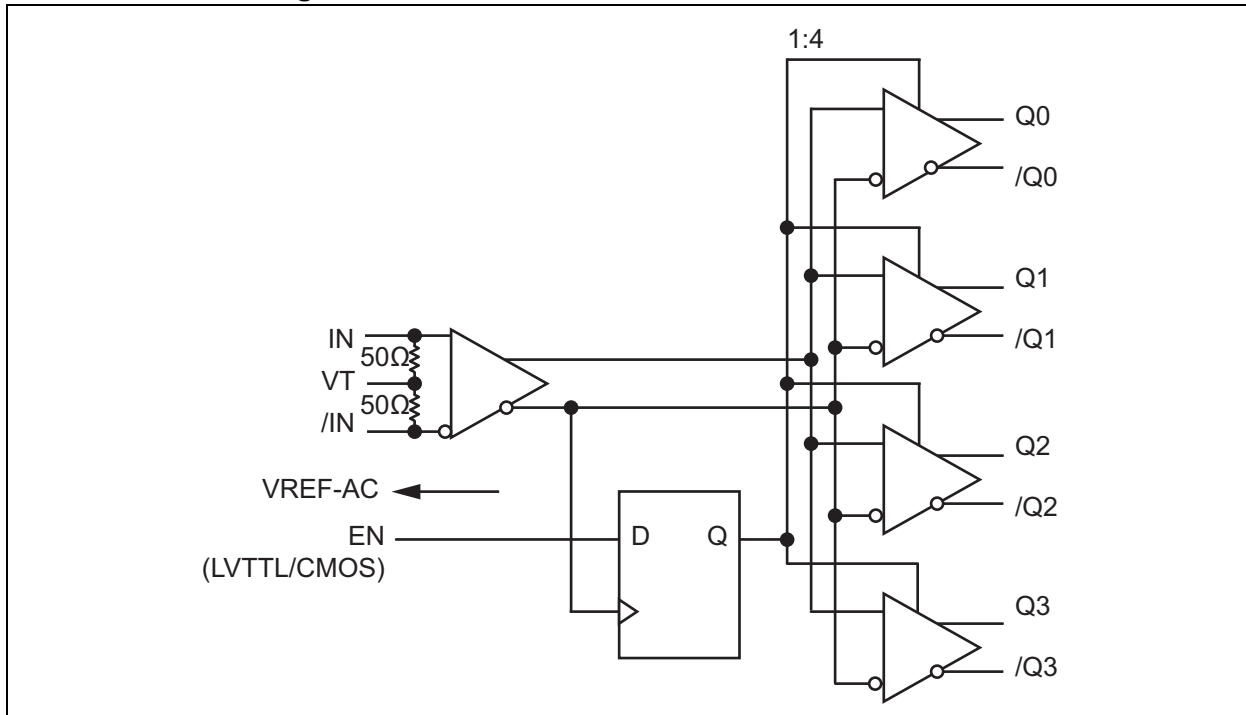 1:4
Q0
/Q0
Q1
/Q1
IN
50Ω
VT
50Ω
/IN
VREF-AC
EN
(LVTTL/CMOS)
D Q
Q2
/Q2
Q3
/Q3